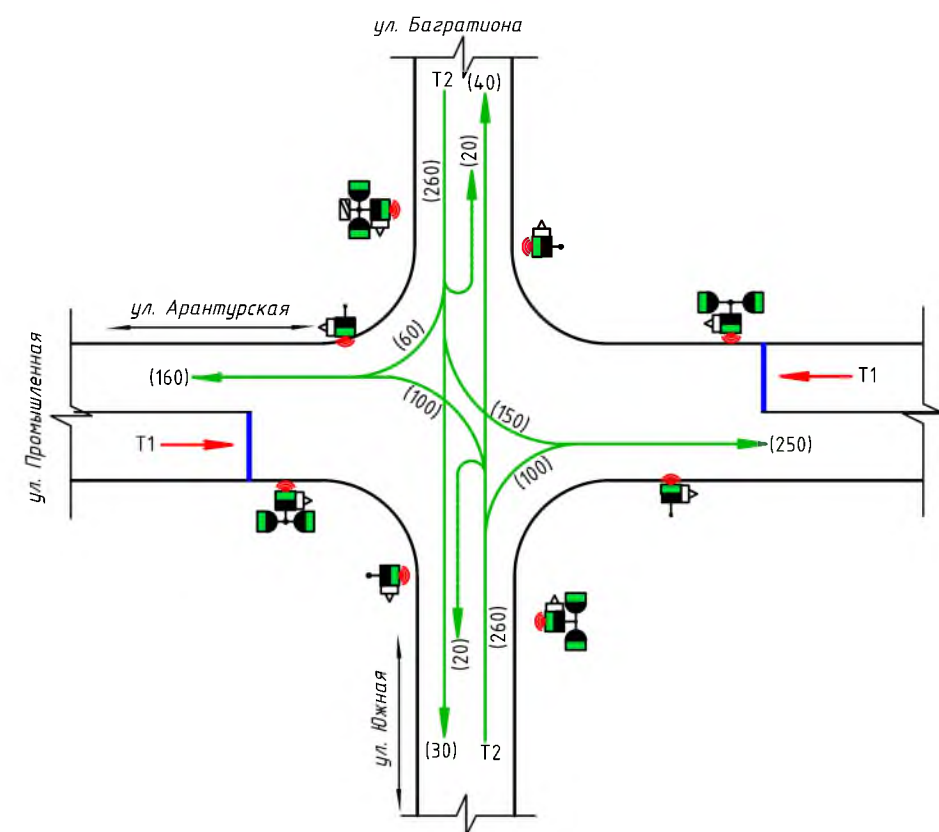 ул. Багратиона
T2
(40)
(260)
(20)
ул. Арантурская
ул. Промышленная
(60)
(160)
(100)
(150)
T1
T1
(100)
(250)
(20)
(260)
ул. Южная
(30)
T2